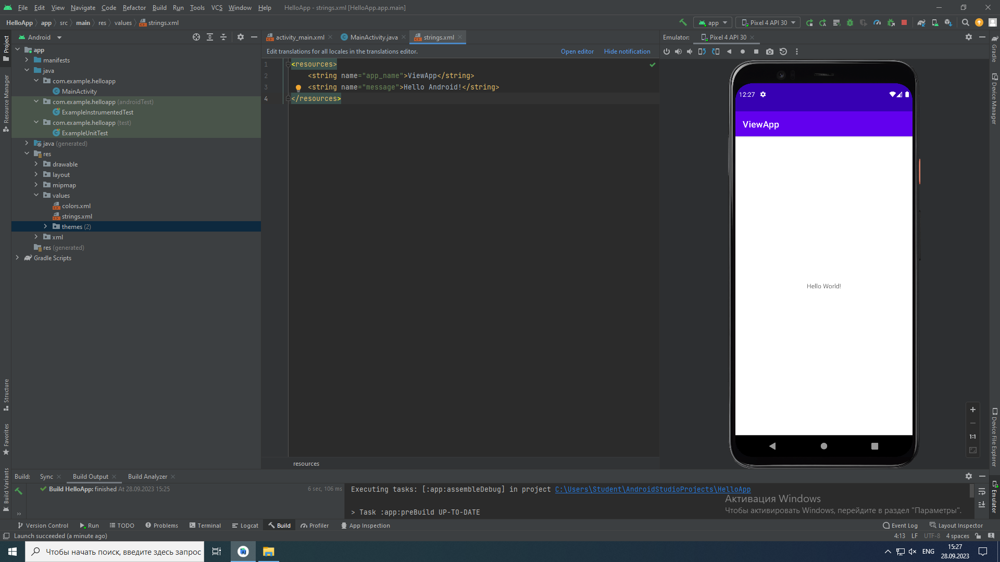 File Edit View Navigate Code Refactor Build Run Tools VCS Window Help HelloApp - strings.xml [HelloApp.app.main]
HelloApp app src main res values strings.xml
app Pixel 4 API 30
Project
Resource Manager
Structure
Favorites
Build Variants
Android
app
manifests
java
com.example.helloapp
MainActivity
com.example.helloapp (androidTest)
ExampleInstrumentedTest
com.example.helloapp (test)
ExampleUnitTest
java (generated)
res
drawable
layout
mipmap
values
colors.xml
strings.xml
themes (2)
xml
res (generated)
Gradle Scripts
activity_main.xml MainActivity.java strings.xml
Edit translations for all locales in the translations editor. Open editor Hide notification
1 <resources>
2 <string name="app_name">ViewApp</string>
3 <string name="message">Hello Android!</string>
4 </resources>
resources
Emulator: Pixel 4 API 30
12:27
ViewApp
Hello World!
1:1
Gradle
Device Manager
Device File Explorer
Emulator
Build: Sync Build Output Build Analyzer
Build HelloApp: finished At 28.09.2023 15:25 6 sec, 106 ms
Executing tasks: [:app:assembleDebug] in project C:\Users\Student\AndroidStudioProjects\HelloApp
> Task :app:preBuild UP-TO-DATE
Активация Windows
Чтобы активировать Windows, перейдите в раздел "Параметры".
Version Control Run TODO Problems Terminal Logcat Build Profiler App Inspection Event Log Layout Inspector
Launch succeeded (a minute ago) 4:13 LF UTF-8 4 spaces
Чтобы начать поиск, введите здесь запрос
ENG
15:27
28.09.2023